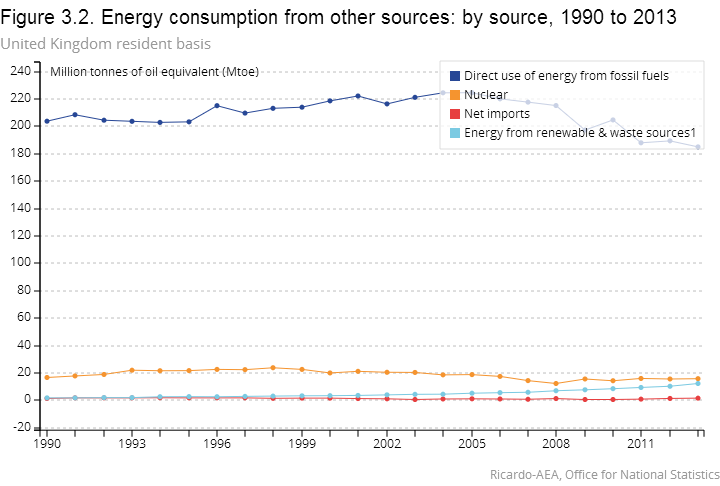 Figure 3.2. Energy consumption from other sources: by source, 1990 to 2013
United Kingdom resident basis
Million tonnes of oil equivalent (Mtoe)
Direct use of energy from fossil fuels
Nuclear
Net imports
Energy from renewable & waste sources1
240
220
200
180
160
140
120
100
80
60
40
20
0
-20
1990 1993 1996 1999 2002 2005 2008 2011
Ricardo-AEA, Office for National Statistics